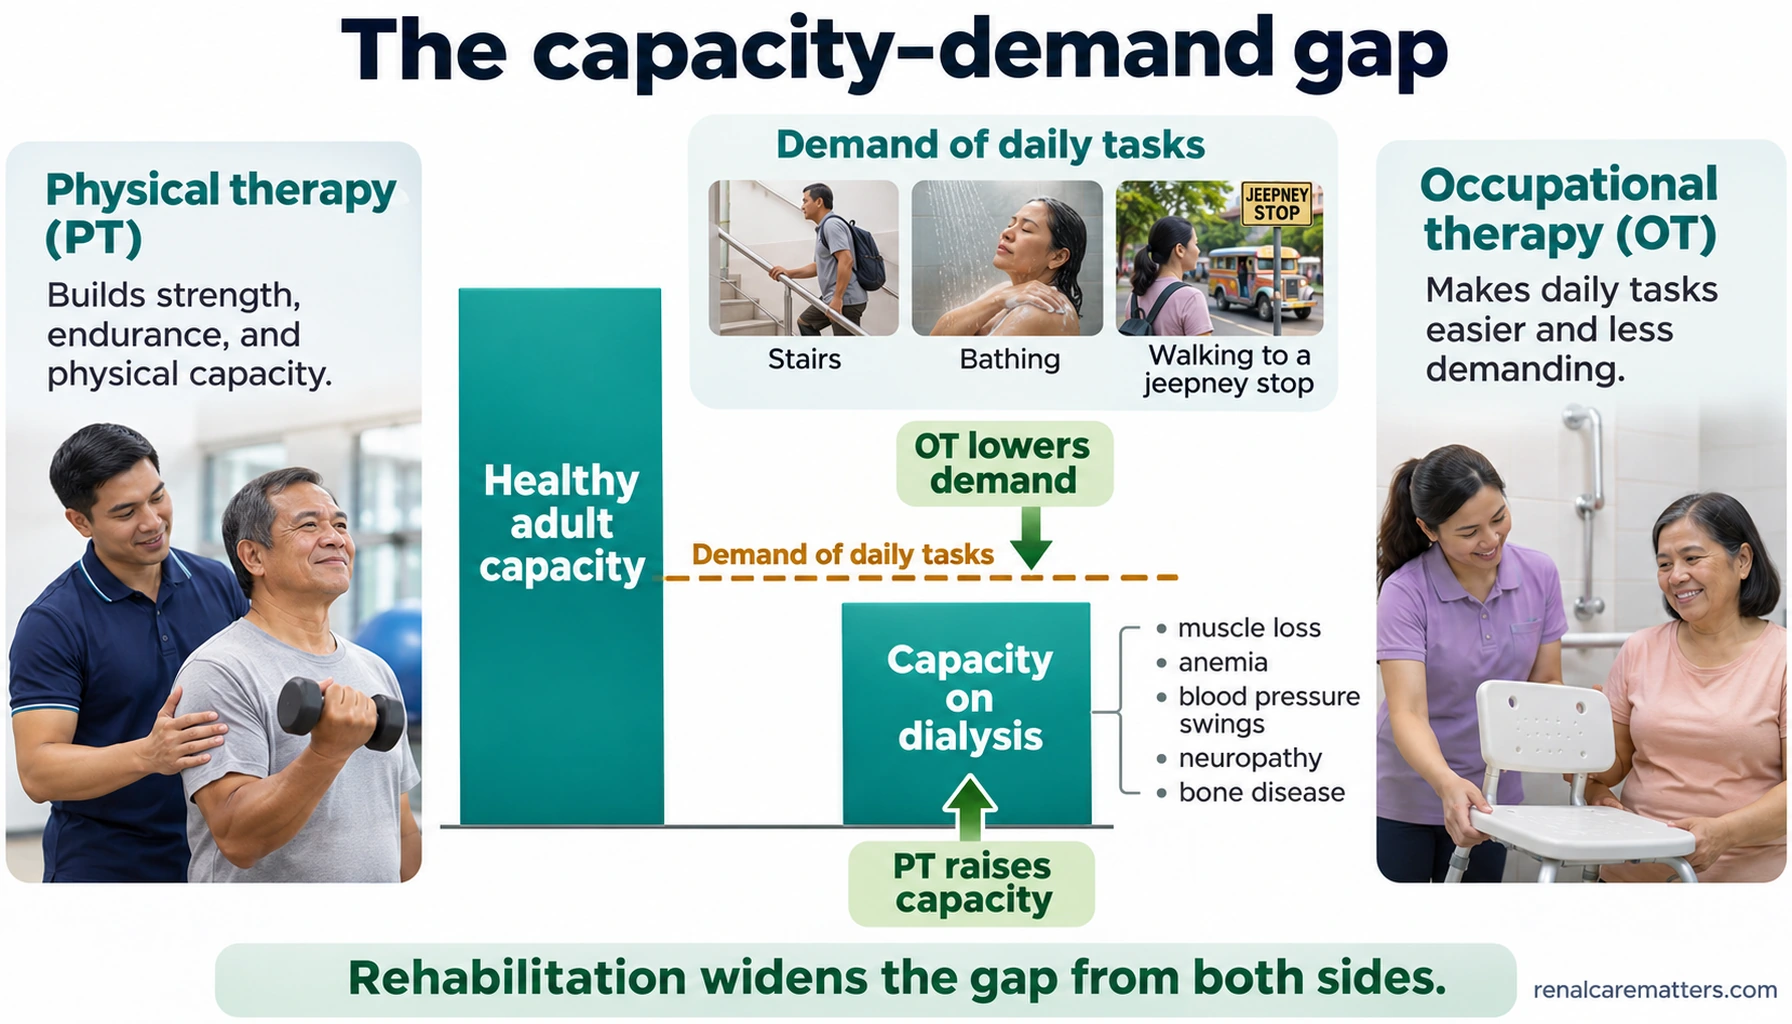 The capacity–demand gap
Physical therapy
(PT)
Builds strength,
endurance, and
physical capacity.
Healthy
adult
capacity
Demand of daily tasks
JEEPNEY
STOP
Stairs
Bathing
Walking to a
jeepney stop
OT lowers
demand
Demand of daily tasks
Capacity
on
dialysis
• muscle loss
• anemia
• blood pressure
swings
• neuropathy
• bone disease
PT raises
capacity
Occupational
therapy (OT)
Makes daily tasks
easier and less
demanding.
Rehabilitation widens the gap from both sides.
renalcarematters.com